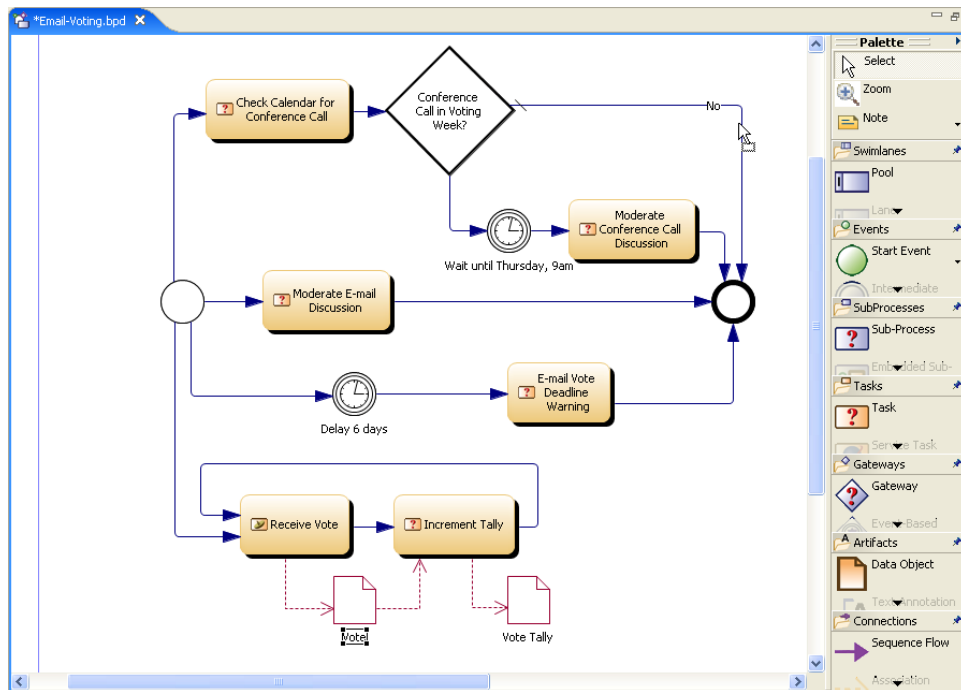 *Email-Voting.bpd
Check Calendar for
Conference Call
Conference
Call in Voting
Week?
No
Moderate
Conference Call
Discussion
Wait until Thursday, 9am
Moderate E-mail
Discussion
E-mail Vote
Deadline
Warning
Delay 6 days
Receive Vote
Increment Tally
Votel
Vote Tally
Palette
Select
Zoom
Note
Swimlanes
Pool
Lane
Events
Start Event
Intermediate
SubProcesses
Sub-Process
Embedded Sub-
Tasks
Task
Service Task
Gateways
Gateway
Event-Based
Artifacts
Data Object
Text Annotation
Connections
Sequence Flow
Association